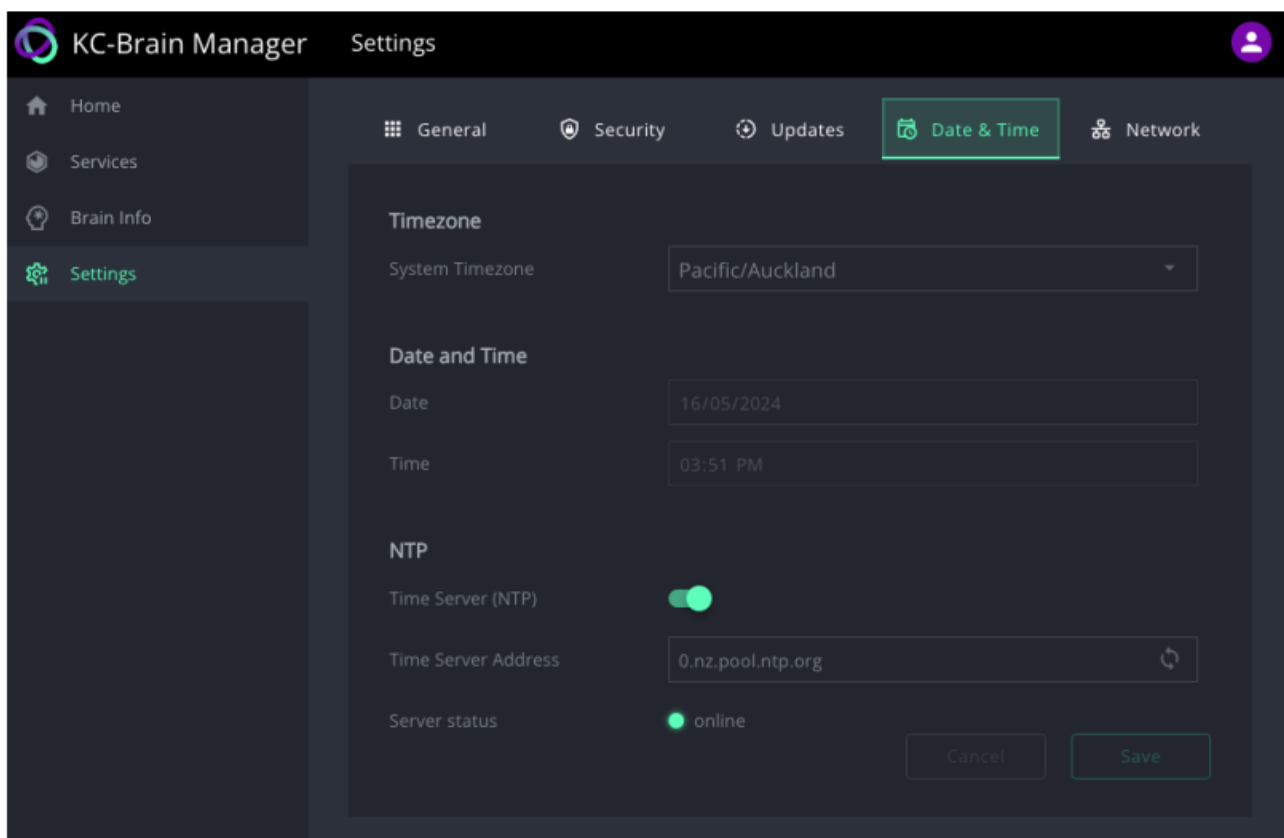 KC-Brain Manager Settings
Home
Services
Brain Info
Settings
General Security Updates Date & Time Network
Timezone
System Timezone Pacific/Auckland
Date and Time
Date 16/05/2024
Time 03:51 PM
NTP
Time Server (NTP)
Time Server Address 0.nz.pool.ntp.org
Server status online
Cancel Save